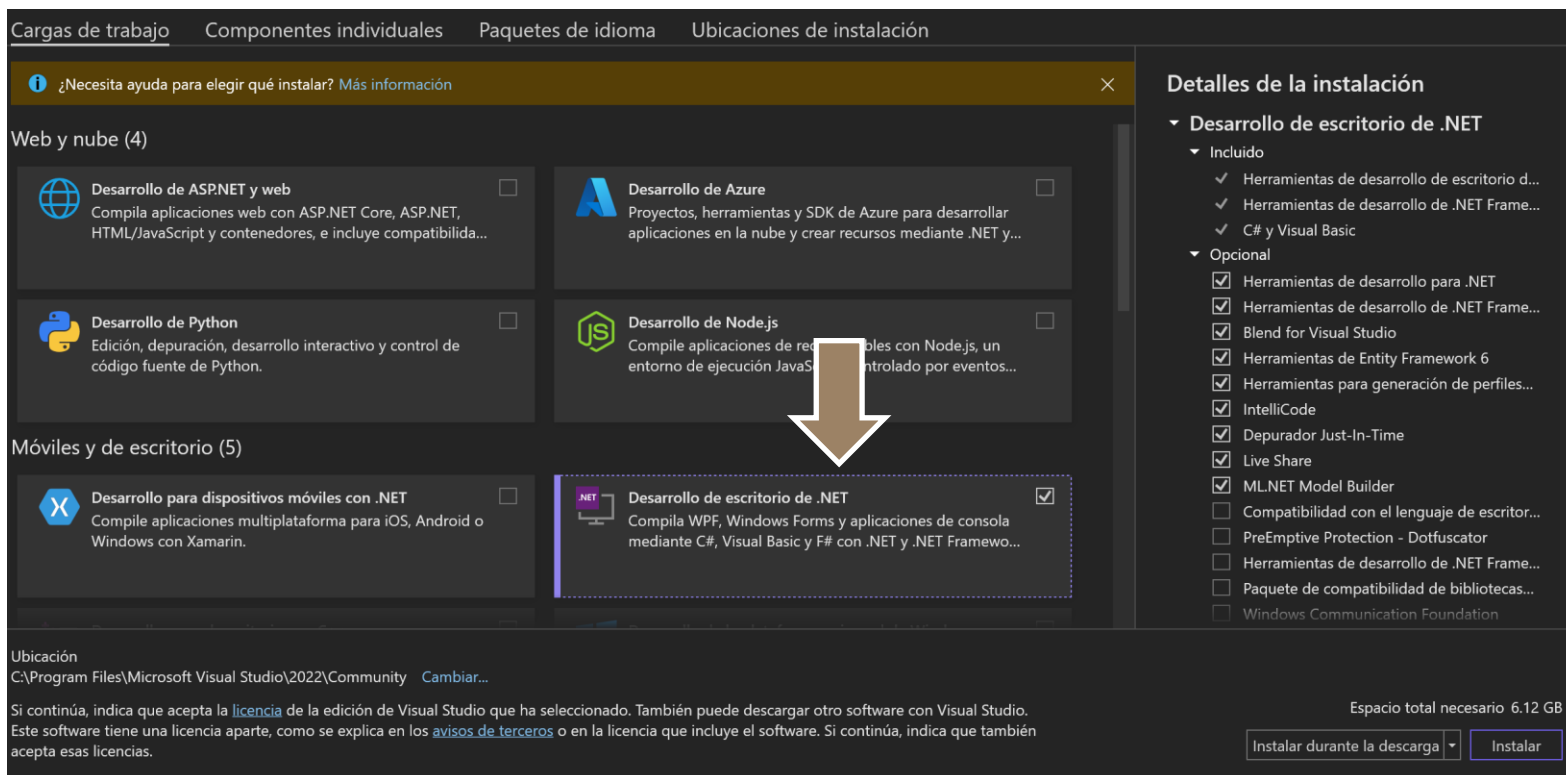 Cargas de trabajo Componentes individuales Paquetes de idioma Ubicaciones de instalación
¿Necesita ayuda para elegir qué instalar? Más información
Web y nube (4)
Desarrollo de ASP.NET y web
Compila aplicaciones web con ASP.NET Core, ASP.NET,
HTML/JavaScript y contenedores, e incluye compatibilida...
Desarrollo de Azure
Proyectos, herramientas y SDK de Azure para desarrollar
aplicaciones en la nube y crear recursos mediante .NET y...
Desarrollo de Python
Edición, depuración, desarrollo interactivo y control de
código fuente de Python.
JS
Desarrollo de Node.js
Compile aplicaciones de red bles con Node.js, un
entorno de ejecución JavaS ntrolado por eventos...
Móviles y de escritorio (5)
Desarrollo para dispositivos móviles con .NET
Compile aplicaciones multiplataforma para iOS, Android o
Windows con Xamarin.
.NET
Desarrollo de escritorio de .NET
Compila WPF, Windows Forms y aplicaciones de consola
mediante C#, Visual Basic y F# con .NET y .NET Framewo...
Detalles de la instalación
Desarrollo de escritorio de .NET
Incluido
Herramientas de desarrollo de escritorio d...
Herramientas de desarrollo de .NET Frame...
C# y Visual Basic
Opcional
Herramientas de desarrollo para .NET
Herramientas de desarrollo de .NET Frame...
Blend for Visual Studio
Herramientas de Entity Framework 6
Herramientas para generación de perfiles...
IntelliCode
Depurador Just-In-Time
Live Share
ML.NET Model Builder
Compatibilidad con el lenguaje de escritor...
PreEmptive Protection - Dotfuscator
Herramientas de desarrollo de .NET Frame...
Paquete de compatibilidad de bibliotecas...
Windows Communication Foundation
Ubicación
C:\Program Files\Microsoft Visual Studio\2022\Community Cambiar...
Si continúa, indica que acepta la licencia de la edición de Visual Studio que ha seleccionado. También puede descargar otro software con Visual Studio.
Este software tiene una licencia aparte, como se explica en los avisos de terceros o en la licencia que incluye el software. Si continúa, indica que también
acepta esas licencias.
Espacio total necesario 6.12 GB
Instalar durante la descarga Instalar